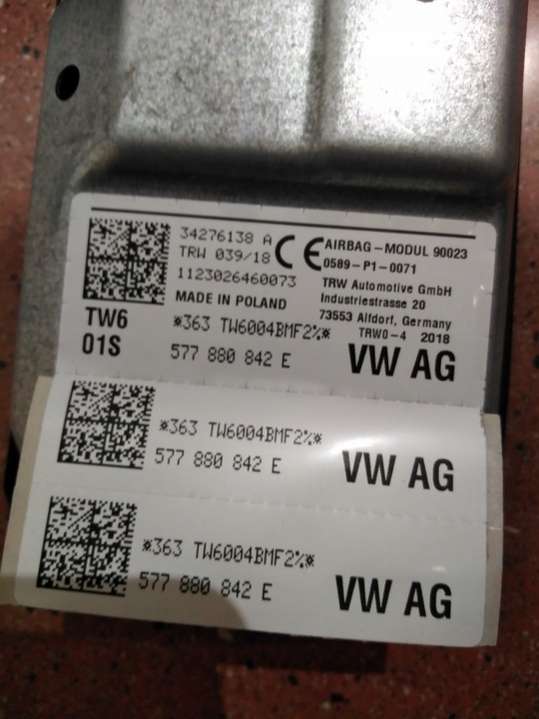 34276138 A
TRW 039/18
1123026460073
MADE IN POLAND
CE
AIRBAG-MODUL 90023
0589-P1-0071
TRW Automotive GmbH
Industriestrasse 20
73553 Alfdorf, Germany
TRW0-4 2018
TW6
01S
*363 TW6004BMF2%*
577 880 842 E
VW AG
*363 TW6004BMF2%*
577 880 842 E
VW AG
*363 TW6004BMF2%*
577 880 842 E
VW AG